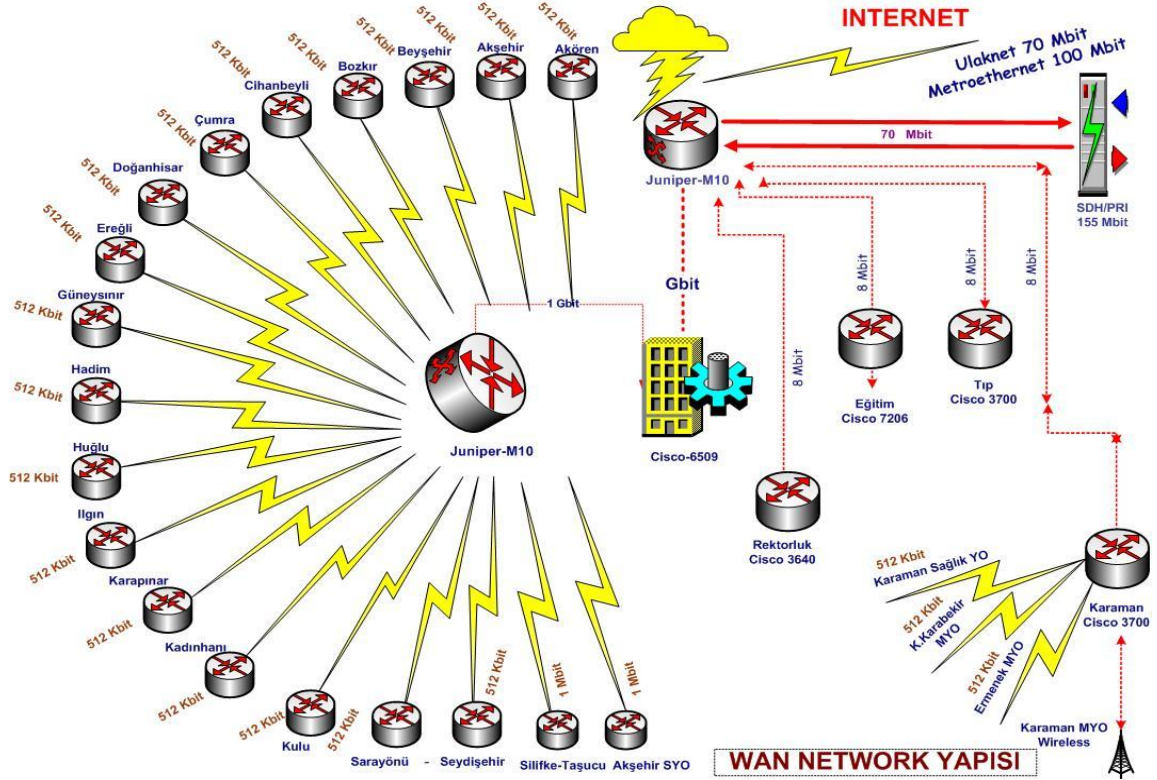 INTERNET
Ulaknet 70 Mbit
Metroethernet 100 Mbit
512 Kbit
Akören
512 Kbit
Akşehir
512 Kbit
Beyşehir
512 Kbit
Bozkır
512 Kbit
Cihanbeyli
512 Kbit
Çumra
512 Kbit
Doğanhisar
512 Kbit
Ereğli
512 Kbit
Güneysınır
512 Kbit
Hadim
512 Kbit
Huğlu
512 Kbit
Ilgın
512 Kbit
Karapınar
512 Kbit
Kadınhanı
512 Kbit
Kulu
512 Kbit
512 Kbit
Sarayönü - Seydişehir
512 Kbit
1 Mbit
1 Mbit
Silifke-Taşucu Akşehir SYO
Juniper-M10
1 Gbit
Juniper-M10
70 Mbit
SDH/PRI
155 Mbit
Gbit
Cisco-6509
8 Mbit
8 Mbit
8 Mbit
8 Mbit
Eğitim
Cisco 7206
Tıp
Cisco 3700
Rektorluk
Cisco 3640
512 Kbit
Karaman Sağlık YO
512 Kbit
K.Karabekir
MYO
512 Kbit
Ermenek MYO
Karaman
Cisco 3700
Karaman MYO
Wireless
WAN NETWORK YAPISI